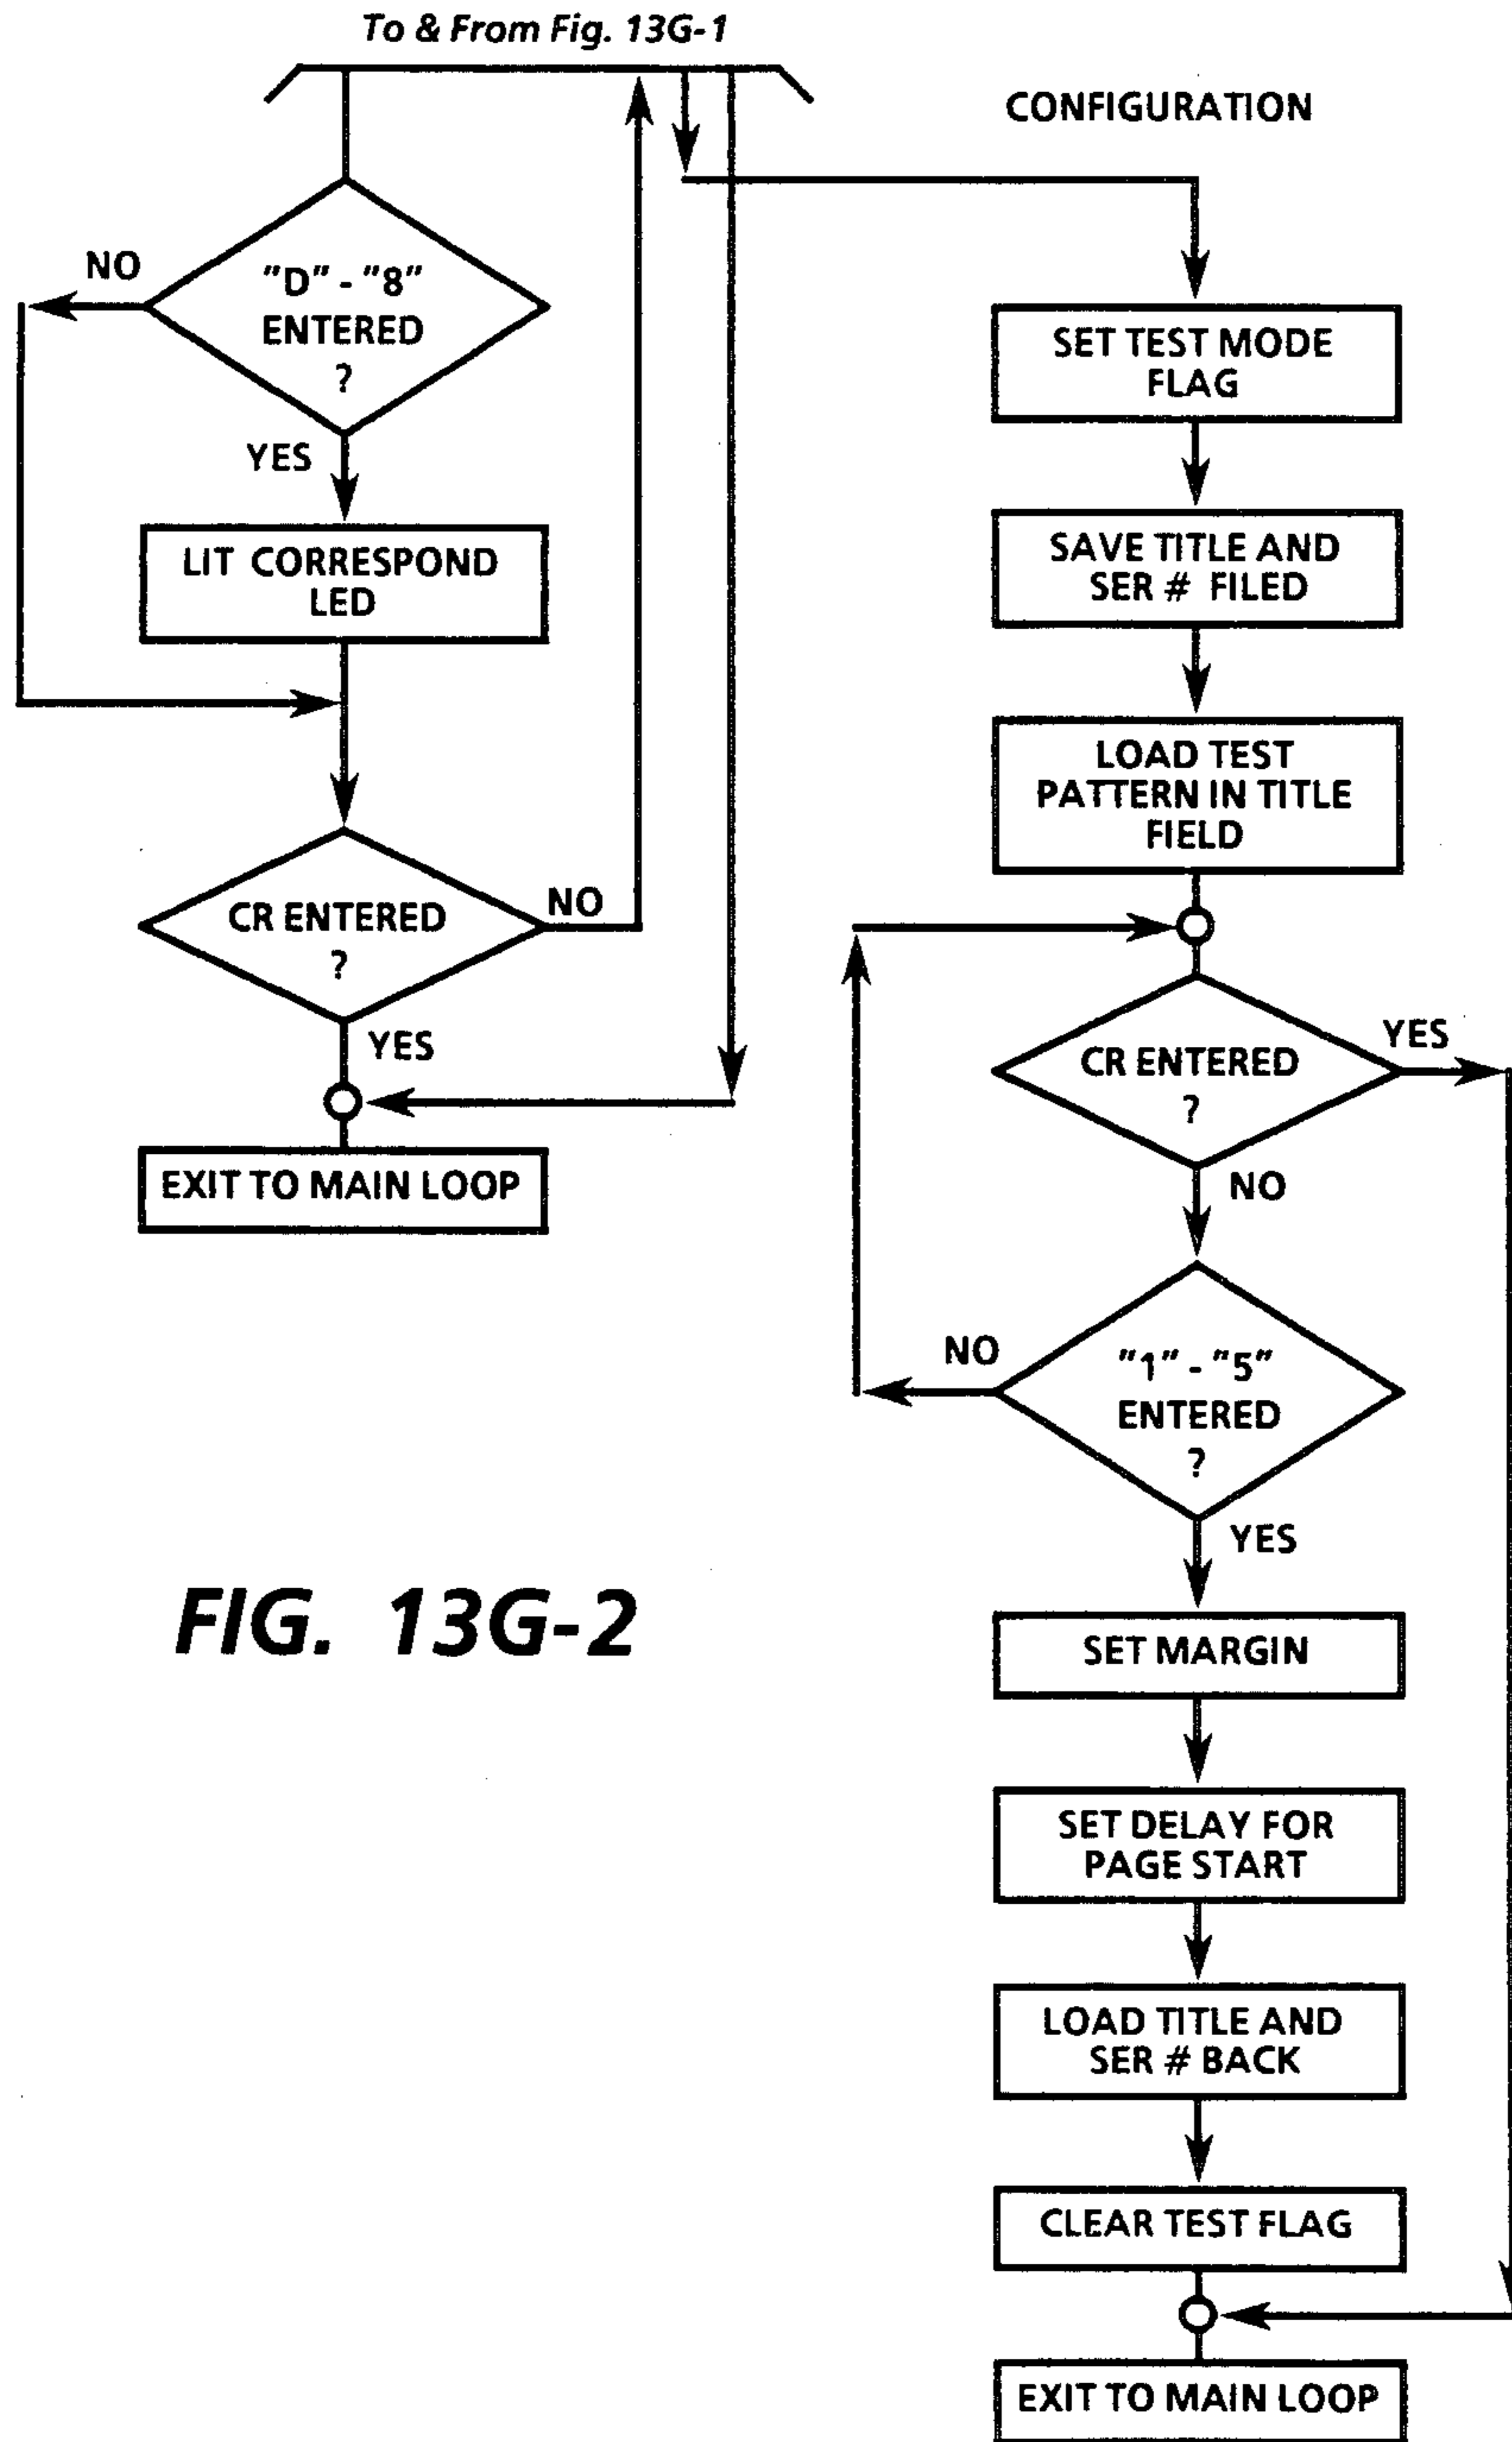 To & From Fig. 13G-1
CONFIGURATION
NO
"D" - "8"
ENTERED
?
YES
LIT CORRESPOND
LED
CR ENTERED
?
NO
YES
EXIT TO MAIN LOOP
SET TEST MODE
FLAG
SAVE TITLE AND
SER # FILED
LOAD TEST
PATTERN IN TITLE
FIELD
CR ENTERED
?
YES
NO
"1" - "5"
ENTERED
?
NO
YES
SET MARGIN
SET DELAY FOR
PAGE START
LOAD TITLE AND
SER # BACK
CLEAR TEST FLAG
EXIT TO MAIN LOOP
FIG. 13G-2